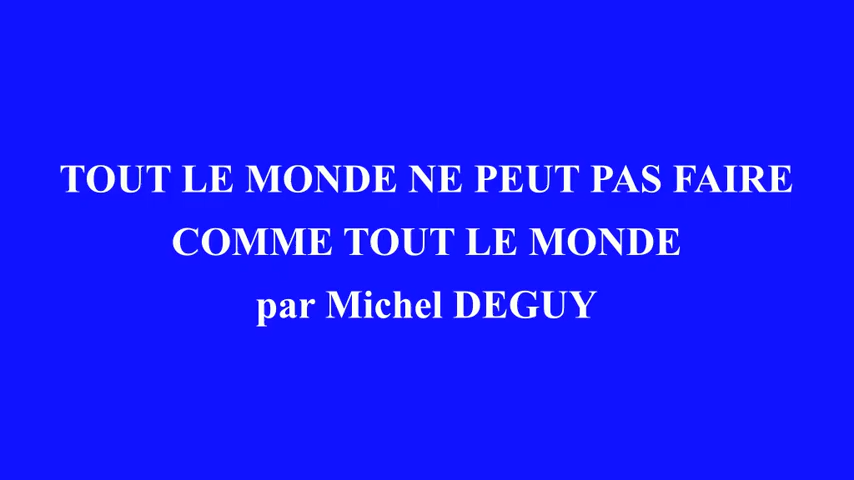 TOUT LE MONDE NE PEUT PAS FAIRE
COMME TOUT LE MONDE
par Michel DEGUY